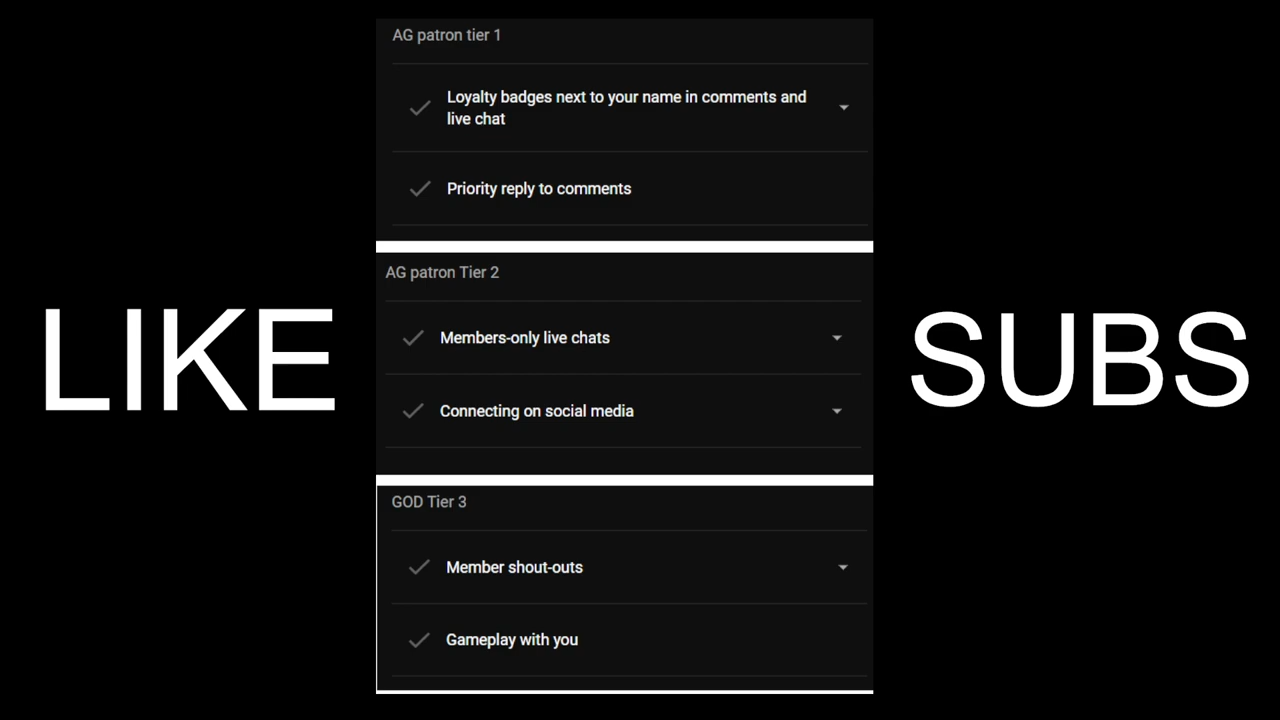 AG patron tier 1
Loyalty badges next to your name in comments and
live chat
Priority reply to comments
AG patron Tier 2
Members-only live chats
Connecting on social media
GOD Tier 3
Member shout-outs
Gameplay with you
LIKE
SUBS